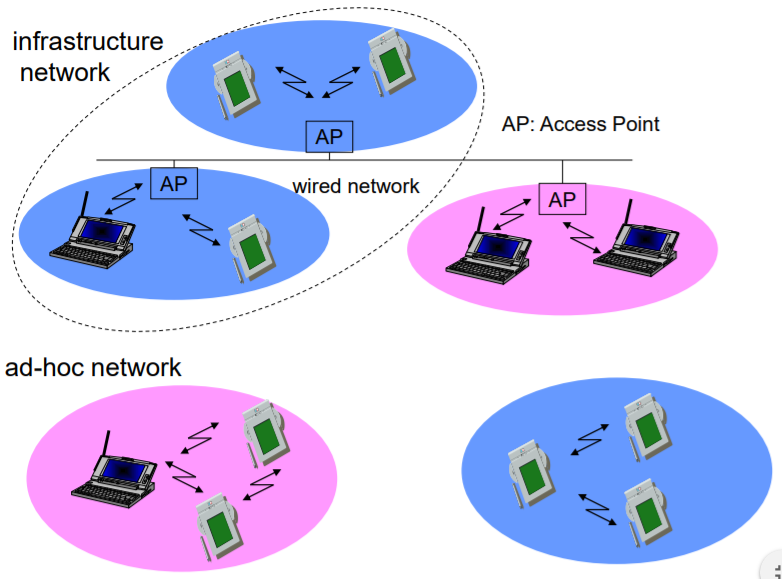 infrastructure
network
AP
AP: Access Point
AP
wired network
AP
ad-hoc network